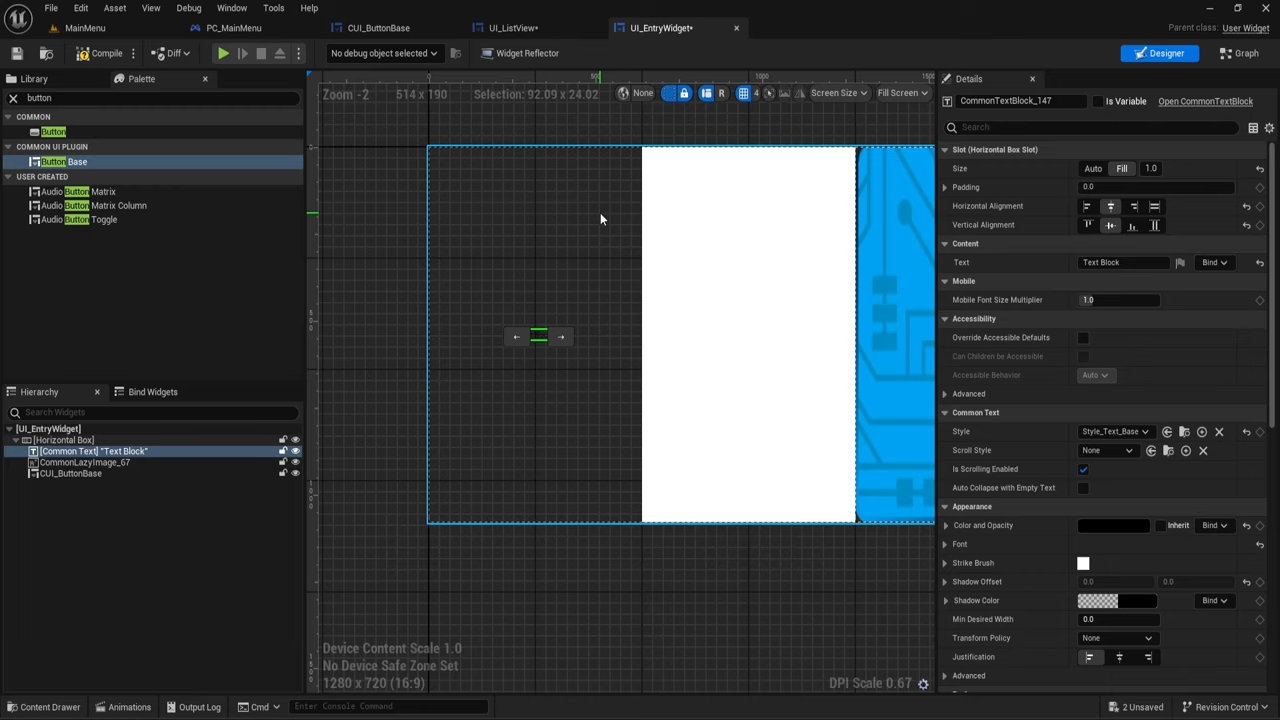 File Edit Asset View Debug Window Tools Help
MainMenu PC_MainMenu CUI_ButtonBase UI_ListView• UI_EntryWidget•
Parent class: User Widget
Compile Diff No debug object selected Widget Reflector Designer Graph
Library Palette
button
COMMON
Button
COMMON UI PLUGIN
Button Base
USER CREATED
Audio Button Matrix
Audio Button Matrix Column
Audio Button Toggle
Hierarchy Bind Widgets
Search Widgets
[UI_EntryWidget]
[Horizontal Box]
[Common Text] "Text Block"
CommonLazyImage_67
CUI_ButtonBase
0 500 1000 1500
Zoom -2 514 x 190 Selection: 92.09 x 24.02 None R 4 Screen Size Fill Screen
0
500
1000
Device Content Scale 1.0
No Device Safe Zone Set
1280 x 720 (16:9) DPI Scale 0.67
Details
CommonTextBlock_147 Is Variable Open CommonTextBlock
Search
Slot (Horizontal Box Slot)
Size Auto Fill 1.0
Padding 0.0
Horizontal Alignment
Vertical Alignment
Content
Text Text Block Bind
Mobile
Mobile Font Size Multiplier 1.0
Accessibility
Override Accessible Defaults
Can Children be Accessible
Accessible Behavior Auto
Advanced
Common Text
Style Style_Text_Base
Scroll Style None
Is Scrolling Enabled
Auto Collapse with Empty Text
Appearance
Color and Opacity Inherit Bind
Font
Strike Brush
Shadow Offset 0.0 0.0
Shadow Color Bind
Min Desired Width 0.0
Transform Policy None
Justification
Advanced
Content Drawer Animations Output Log Cmd Enter Console Command 2 Unsaved Revision Control